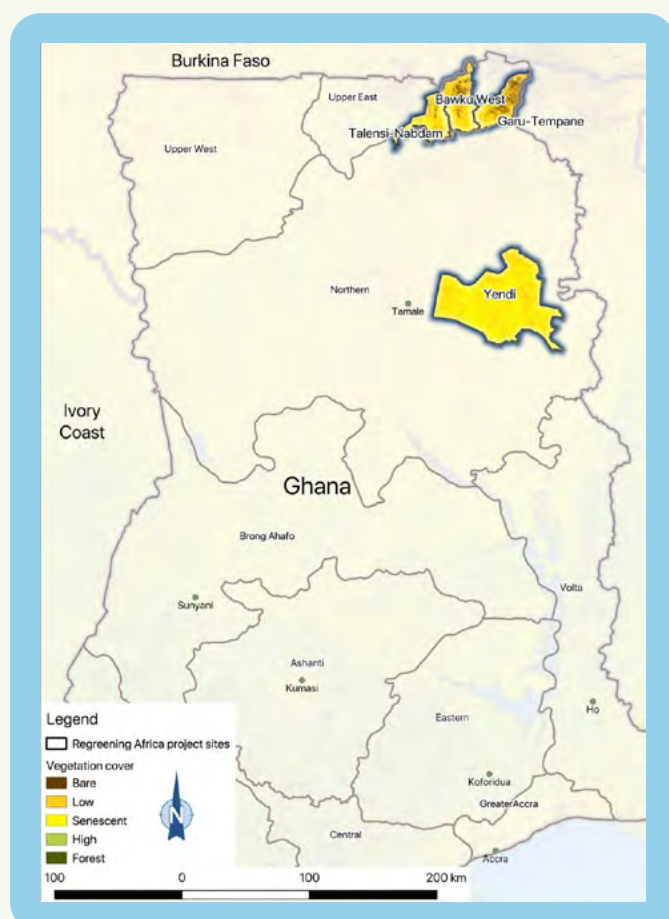 Burkina Faso
Upper East
Bawku West
Garu-Tempane
Talensi-Nabdam
Upper West
Northern
Yendi
Tamale
Ivory
Coast
Ghana
Brong Ahafo
Volta
Sunyani
Ashanti
Kumasi
Eastern
Ho
Koforidua
GreaterAccra
Central
Accra
Legend
Regreening Africa project sites
Vegetation cover
Bare
Low
Senescent
High
Forest
N
100 0 100 200 km